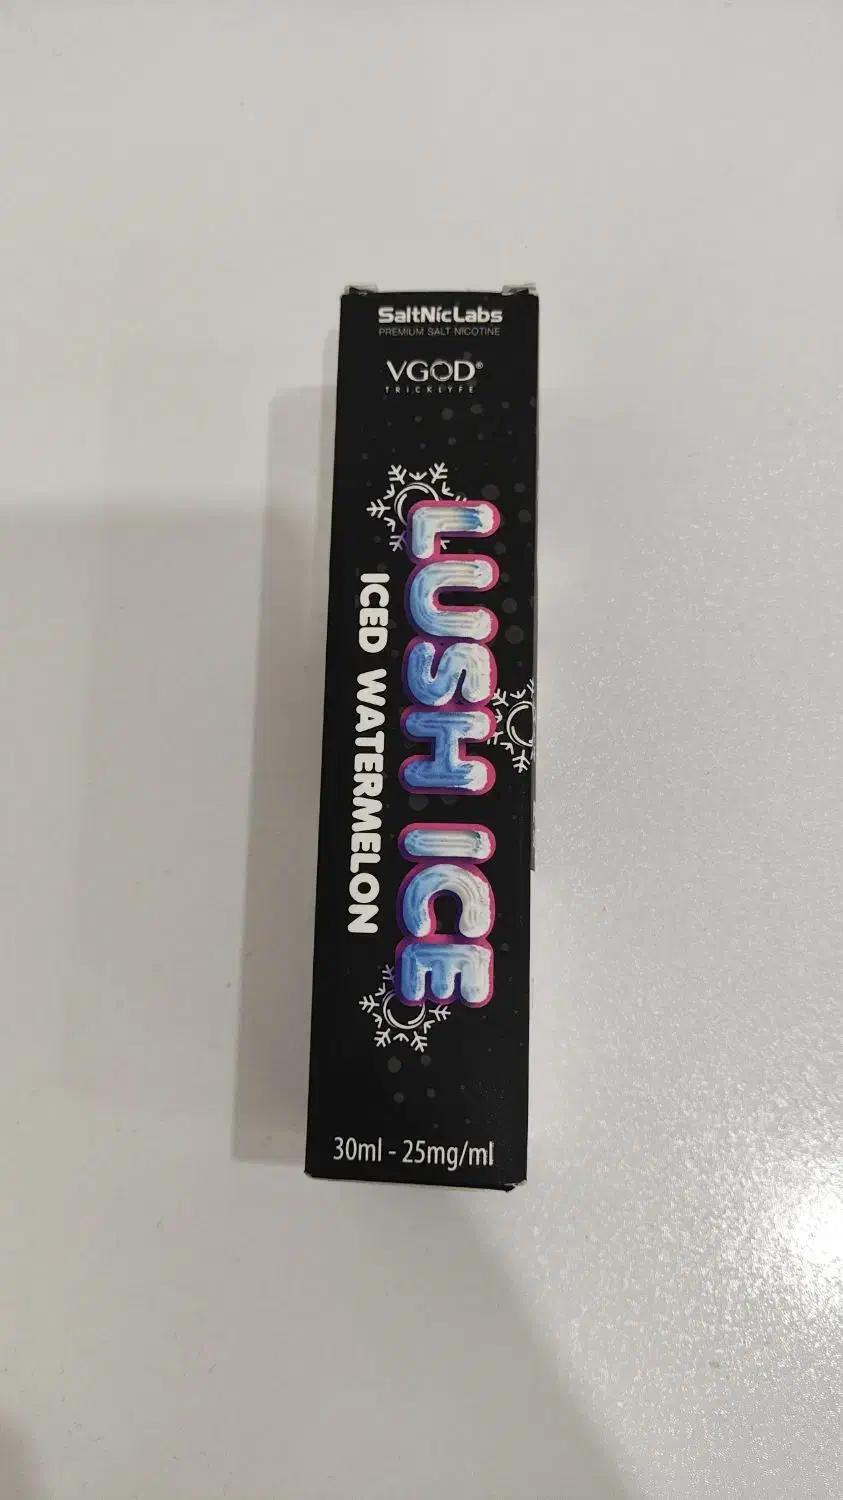 SaltNicLabs
PREMIUM SALT NICOTINE
VGOD®
TRICKLYFE
LUSH ICE
ICED WATERMELON
30ml - 25mg/ml